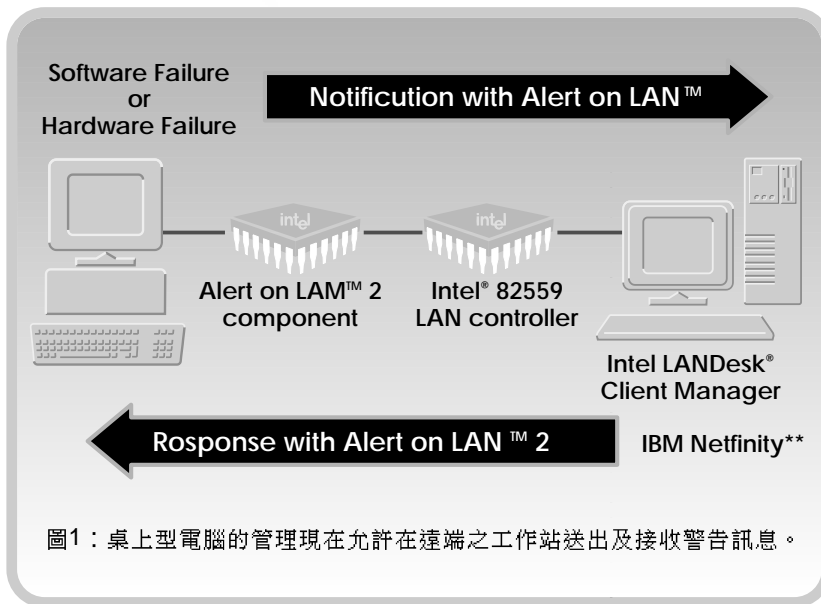 Software Failure
or
Hardware Failure
Notificution with Alert on LAN™
intel
intel
Alert on LAM™ 2
component
Intel® 82559
LAN controller
Intel LANDesk®
Client Manager
Rosponse with Alert on LAN ™ 2
IBM Netfinity**
圖1：桌上型電腦的管理現在允許在遠端之工作站送出及接收警告訊息。